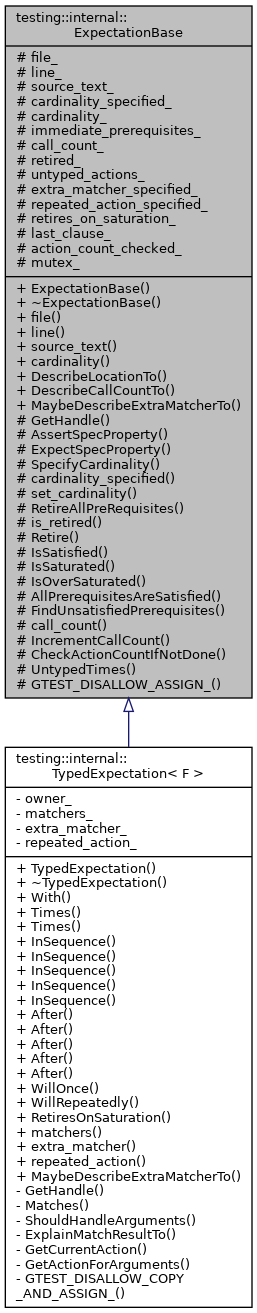 testing::internal::
ExpectationBase
# file_
# line_
# source_text_
# cardinality_specified_
# cardinality_
# immediate_prerequisites_
# call_count_
# retired_
# untyped_actions_
# extra_matcher_specified_
# repeated_action_specified_
# retires_on_saturation_
# last_clause_
# action_count_checked_
# mutex_
+ ExpectationBase()
+ ~ExpectationBase()
+ file()
+ line()
+ source_text()
+ cardinality()
+ DescribeLocationTo()
+ DescribeCallCountTo()
+ MaybeDescribeExtraMatcherTo()
# GetHandle()
# AssertSpecProperty()
# ExpectSpecProperty()
# SpecifyCardinality()
# cardinality_specified()
# set_cardinality()
# RetireAllPreRequisites()
# is_retired()
# Retire()
# IsSatisfied()
# IsSaturated()
# IsOverSaturated()
# AllPrerequisitesAreSatisfied()
# FindUnsatisfiedPrerequisites()
# call_count()
# IncrementCallCount()
# CheckActionCountIfNotDone()
# UntypedTimes()
# GTEST_DISALLOW_ASSIGN_()
testing::internal::
TypedExpectation< F >
- owner_
- matchers_
- extra_matcher_
- repeated_action_
+ TypedExpectation()
+ ~TypedExpectation()
+ With()
+ Times()
+ Times()
+ InSequence()
+ InSequence()
+ InSequence()
+ InSequence()
+ InSequence()
+ After()
+ After()
+ After()
+ After()
+ After()
+ WillOnce()
+ WillRepeatedly()
+ RetiresOnSaturation()
+ matchers()
+ extra_matcher()
+ repeated_action()
+ MaybeDescribeExtraMatcherTo()
- GetHandle()
- Matches()
- ShouldHandleArguments()
- ExplainMatchResultTo()
- GetCurrentAction()
- GetActionForArguments()
- GTEST_DISALLOW_COPY
_AND_ASSIGN_()